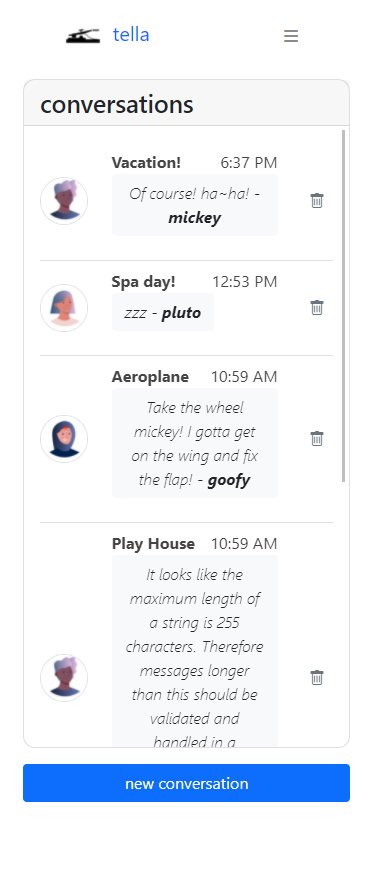 tella
conversations
Vacation! 6:37 PM
Of course! ha~ha! -
mickey
Spa day! 12:53 PM
zzz - pluto
Aeroplane 10:59 AM
Take the wheel
mickey! I gotta get
on the wing and fix
the flap! - goofy
Play House 10:59 AM
It looks like the
maximum length of
a string is 255
characters. Therefore
messages longer
than this should be
validated and
handled in a
new conversation